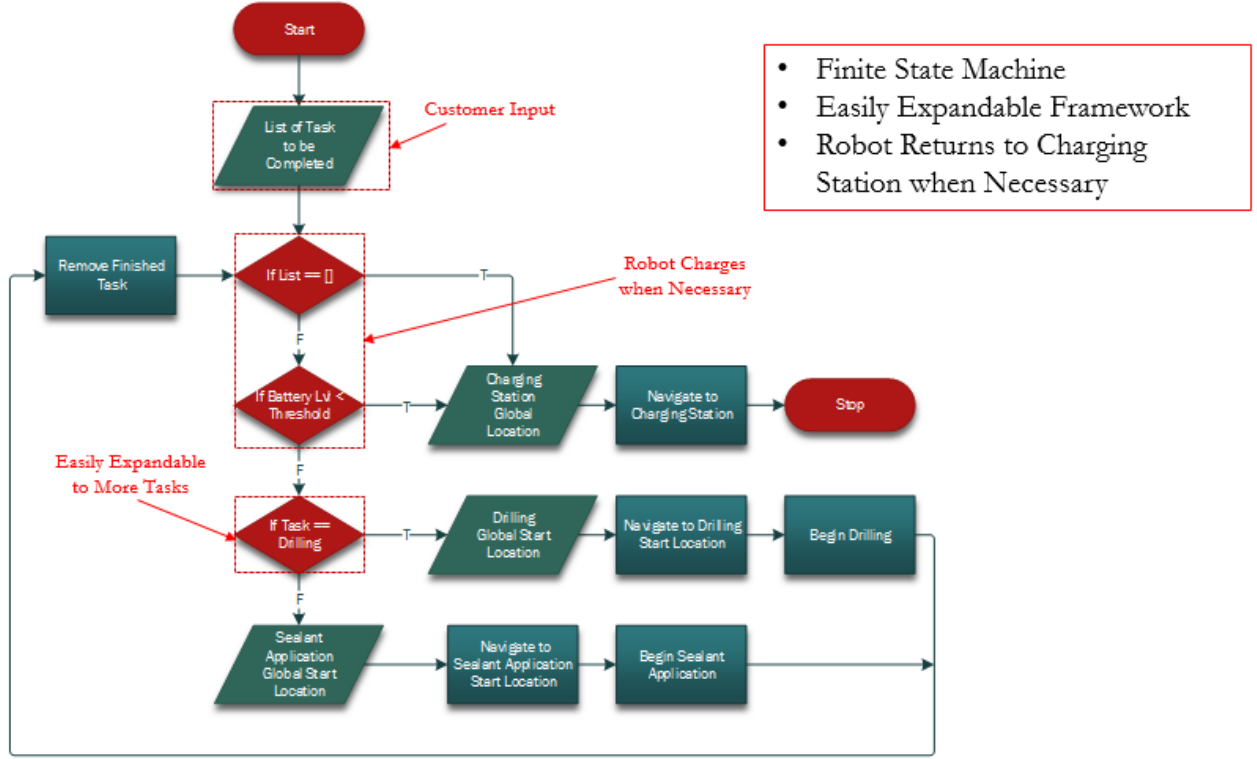 Start
• Finite State Machine
• Easily Expandable Framework
• Robot Returns to Charging
Station when Necessary
Customer Input
List of Task
to be
Completed
Remove Finished
Task
If List == []
T
Robot Charges
when Necessary
F
If Battery Lvl <
Threshold
T
Charging
Station
Global
Location
Navigate to
Charging Station
Stop
F
Easily Expandable
to More Tasks
If Task ==
Drilling
T
Drilling
Global Start
Location
Navigate to Drilling
Start Location
Begin Drilling
F
Sealant
Application
Global Start
Location
Navigate to
Sealant Application
Start Location
Begin Sealant
Application